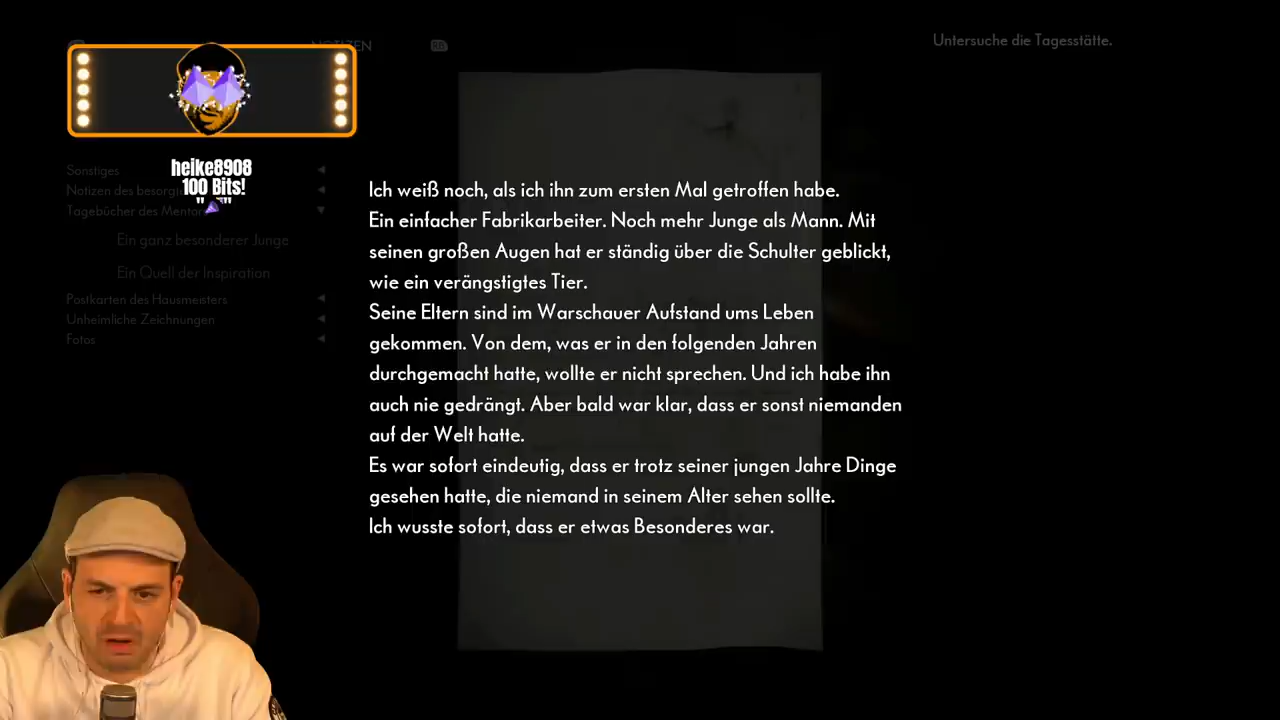 NOTIZEN
RB
Untersuche die Tagesstätte.
heike8908
100 Bits!
" "
Sonstiges
Notizen des besorg
Tagebücher des Mentor
Ein ganz besonderer Junge
Ein Quell der Inspiration
Postkarten des Hausmeisters
Unheimliche Zeichnungen
Fotos
Ich weiß noch, als ich ihn zum ersten Mal getroffen habe.
Ein einfacher Fabrikarbeiter. Noch mehr Junge als Mann. Mit
seinen großen Augen hat er ständig über die Schulter geblickt,
wie ein verängstigtes Tier.
Seine Eltern sind im Warschauer Aufstand ums Leben
gekommen. Von dem, was er in den folgenden Jahren
durchgemacht hatte, wollte er nicht sprechen. Und ich habe ihn
auch nie gedrängt. Aber bald war klar, dass er sonst niemanden
auf der Welt hatte.
Es war sofort eindeutig, dass er trotz seiner jungen Jahre Dinge
gesehen hatte, die niemand in seinem Alter sehen sollte.
Ich wusste sofort, dass er etwas Besonderes war.